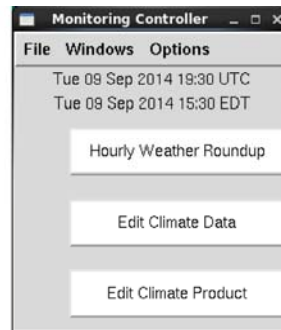 Monitoring Controller
File Windows Options
Tue 09 Sep 2014 19:30 UTC
Tue 09 Sep 2014 15:30 EDT
Hourly Weather Roundup
Edit Climate Data
Edit Climate Product